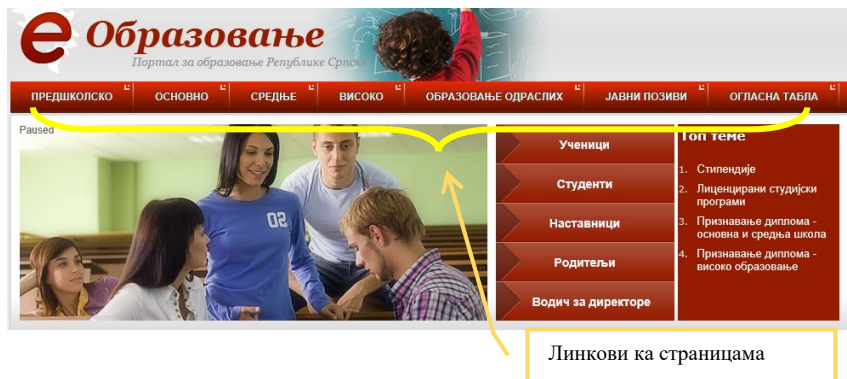 е Образовање
Портал за образовање Републике Српске
ПРЕДШКОЛСКО ОСНОВНО СРЕДЊЕ ВИСОКО ОБРАЗОВАЊЕ ОДРАСЛИХ ЈАВНИ ПОЗИВИ ОГЛАСНА ТАБЛА
Paused
02
Ученици
Студенти
Наставници
Родитељи
Водич за директоре
Топ теме
1. Стипендије
2. Лиценцирани студијски
програми
3. Признавање диплома -
основна и средња школа
4. Признавање диплома -
високо образовање
Линкови ка страницама